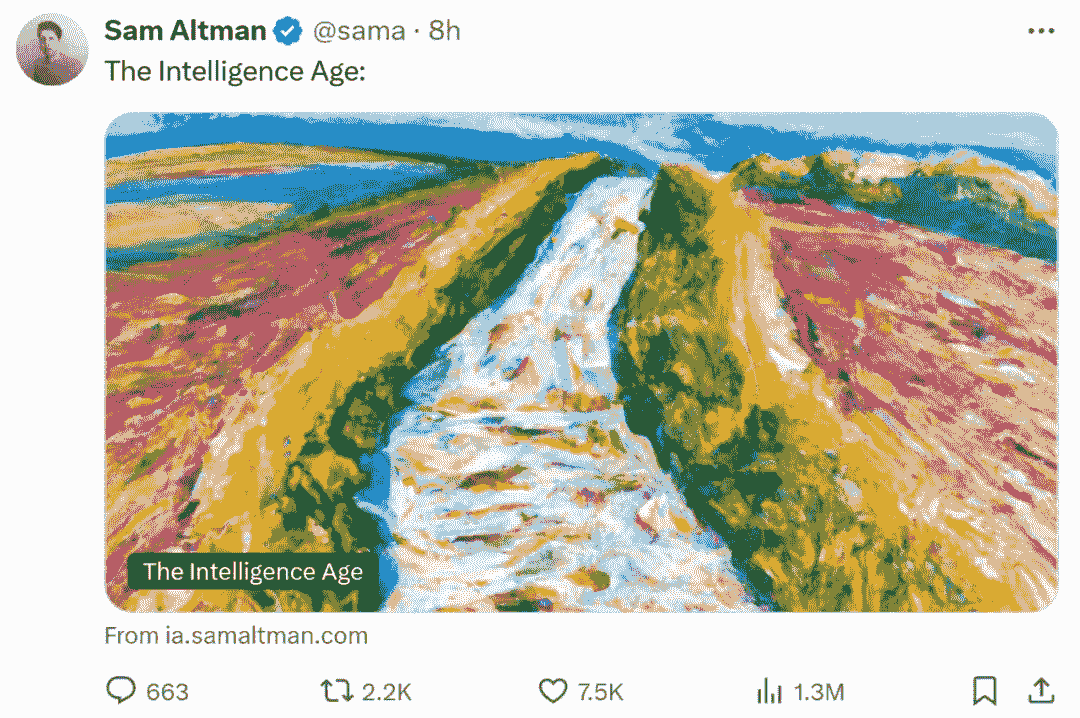 Sam Altman @sama · 8h
The Intelligence Age:
The Intelligence Age
From ia.samaltman.com
663 2.2K 7.5K 1.3M